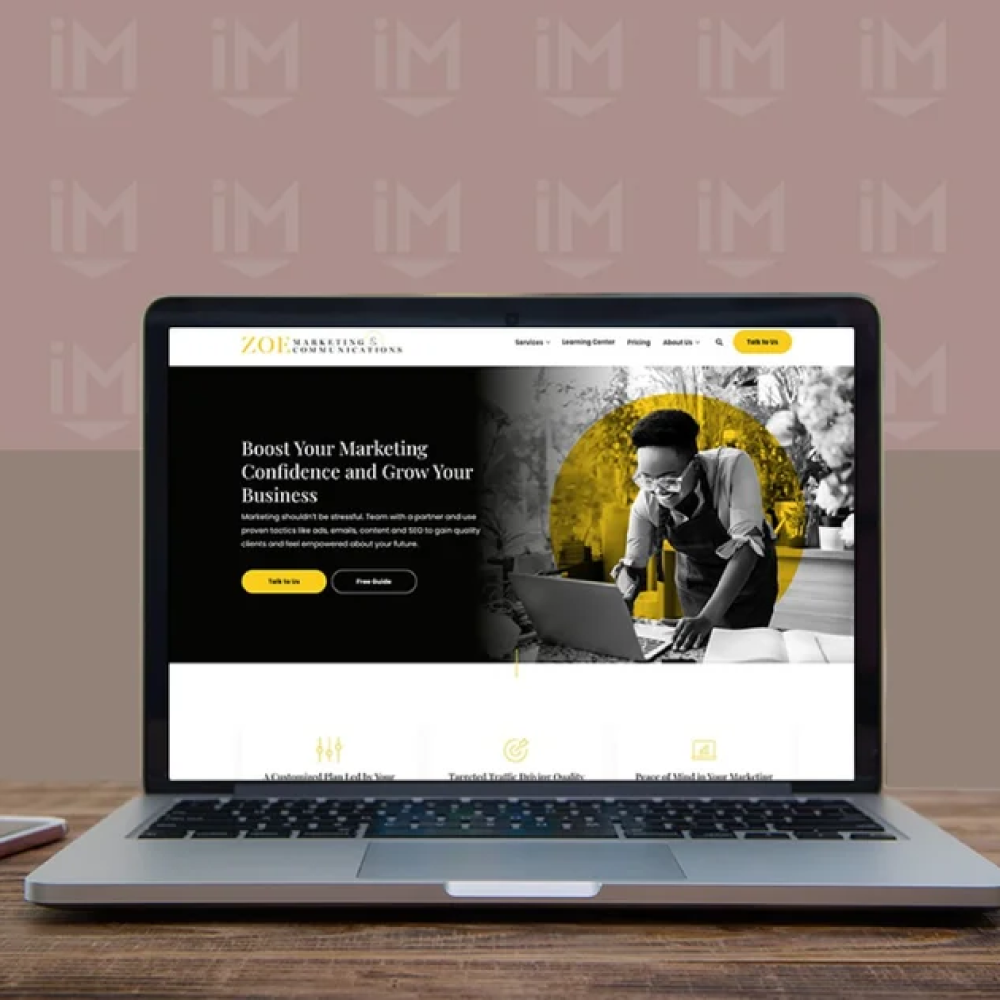 iM iM iM iM iM iM
iM iM iM iM iM iM
iM iM
ZOE MARKETING &
COMMUNICATIONS
Services Learning Center Pricing About Us Talk to Us
Boost Your Marketing
Confidence and Grow Your
Business
Marketing shouldn't be stressful. Team with a partner and use
proven tactics like ads, emails, content and SEO to gain quality
clients and feel empowered about your future.
Talk to Us Free Guide
A Customized Plan Led by Your Targeted Traffic Driving Quality Peace of Mind in Your Marketing